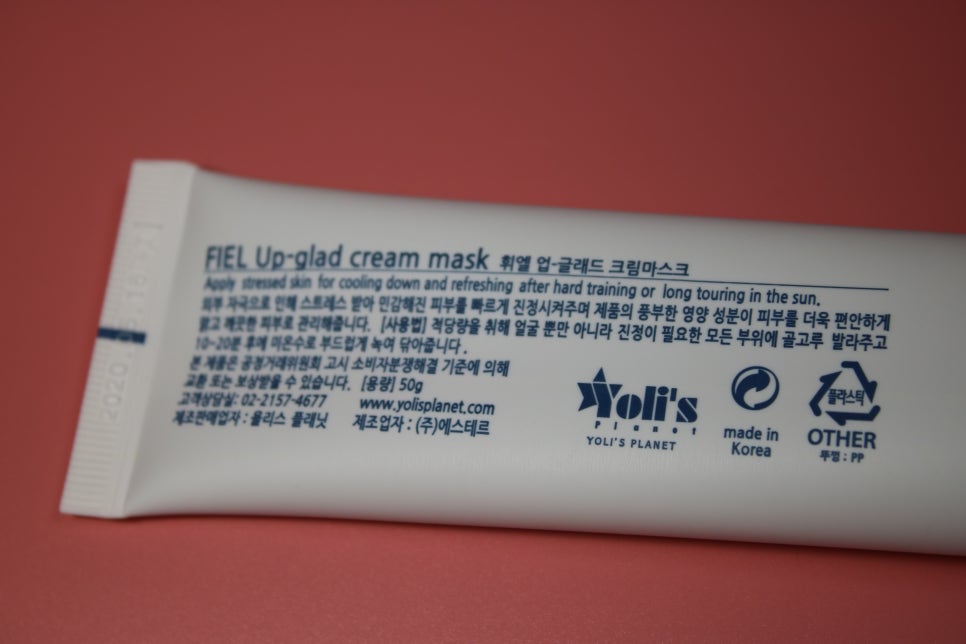 FIEL Up-glad cream mask 휘엘 업-글래드 크림마스크
Apply stressed skin for cooling down and refreshing after hard training or long touring in the sun.
외부 자극으로 인해 스트레스 받아 민감해진 피부를 빠르게 진정시켜주며 제품의 풍부한 영양 성분이 피부를 더욱 편안하게
맑고 깨끗한 피부로 관리해줍니다. [사용법] 적당량을 취해 얼굴 뿐만 아니라 진정이 필요한 모든 부위에 골고루 발라주고
10~20분 후에 미온수로 부드럽게 녹여 닦아줍니다.
본 제품은 공정거래위원회 고시 소비자분쟁해결 기준에 의해
교환 또는 보상받을 수 있습니다. [용량] 50g
고객상담실: 02-2157-4677 www.yolisplanet.com
제조판매업자 : 욜리스 플래닛 제조업자 : (주)에스테르
Yoli's
Planet
YOLI'S PLANET
made in
Korea
플라스틱
OTHER
뚜껑 : PP
2020